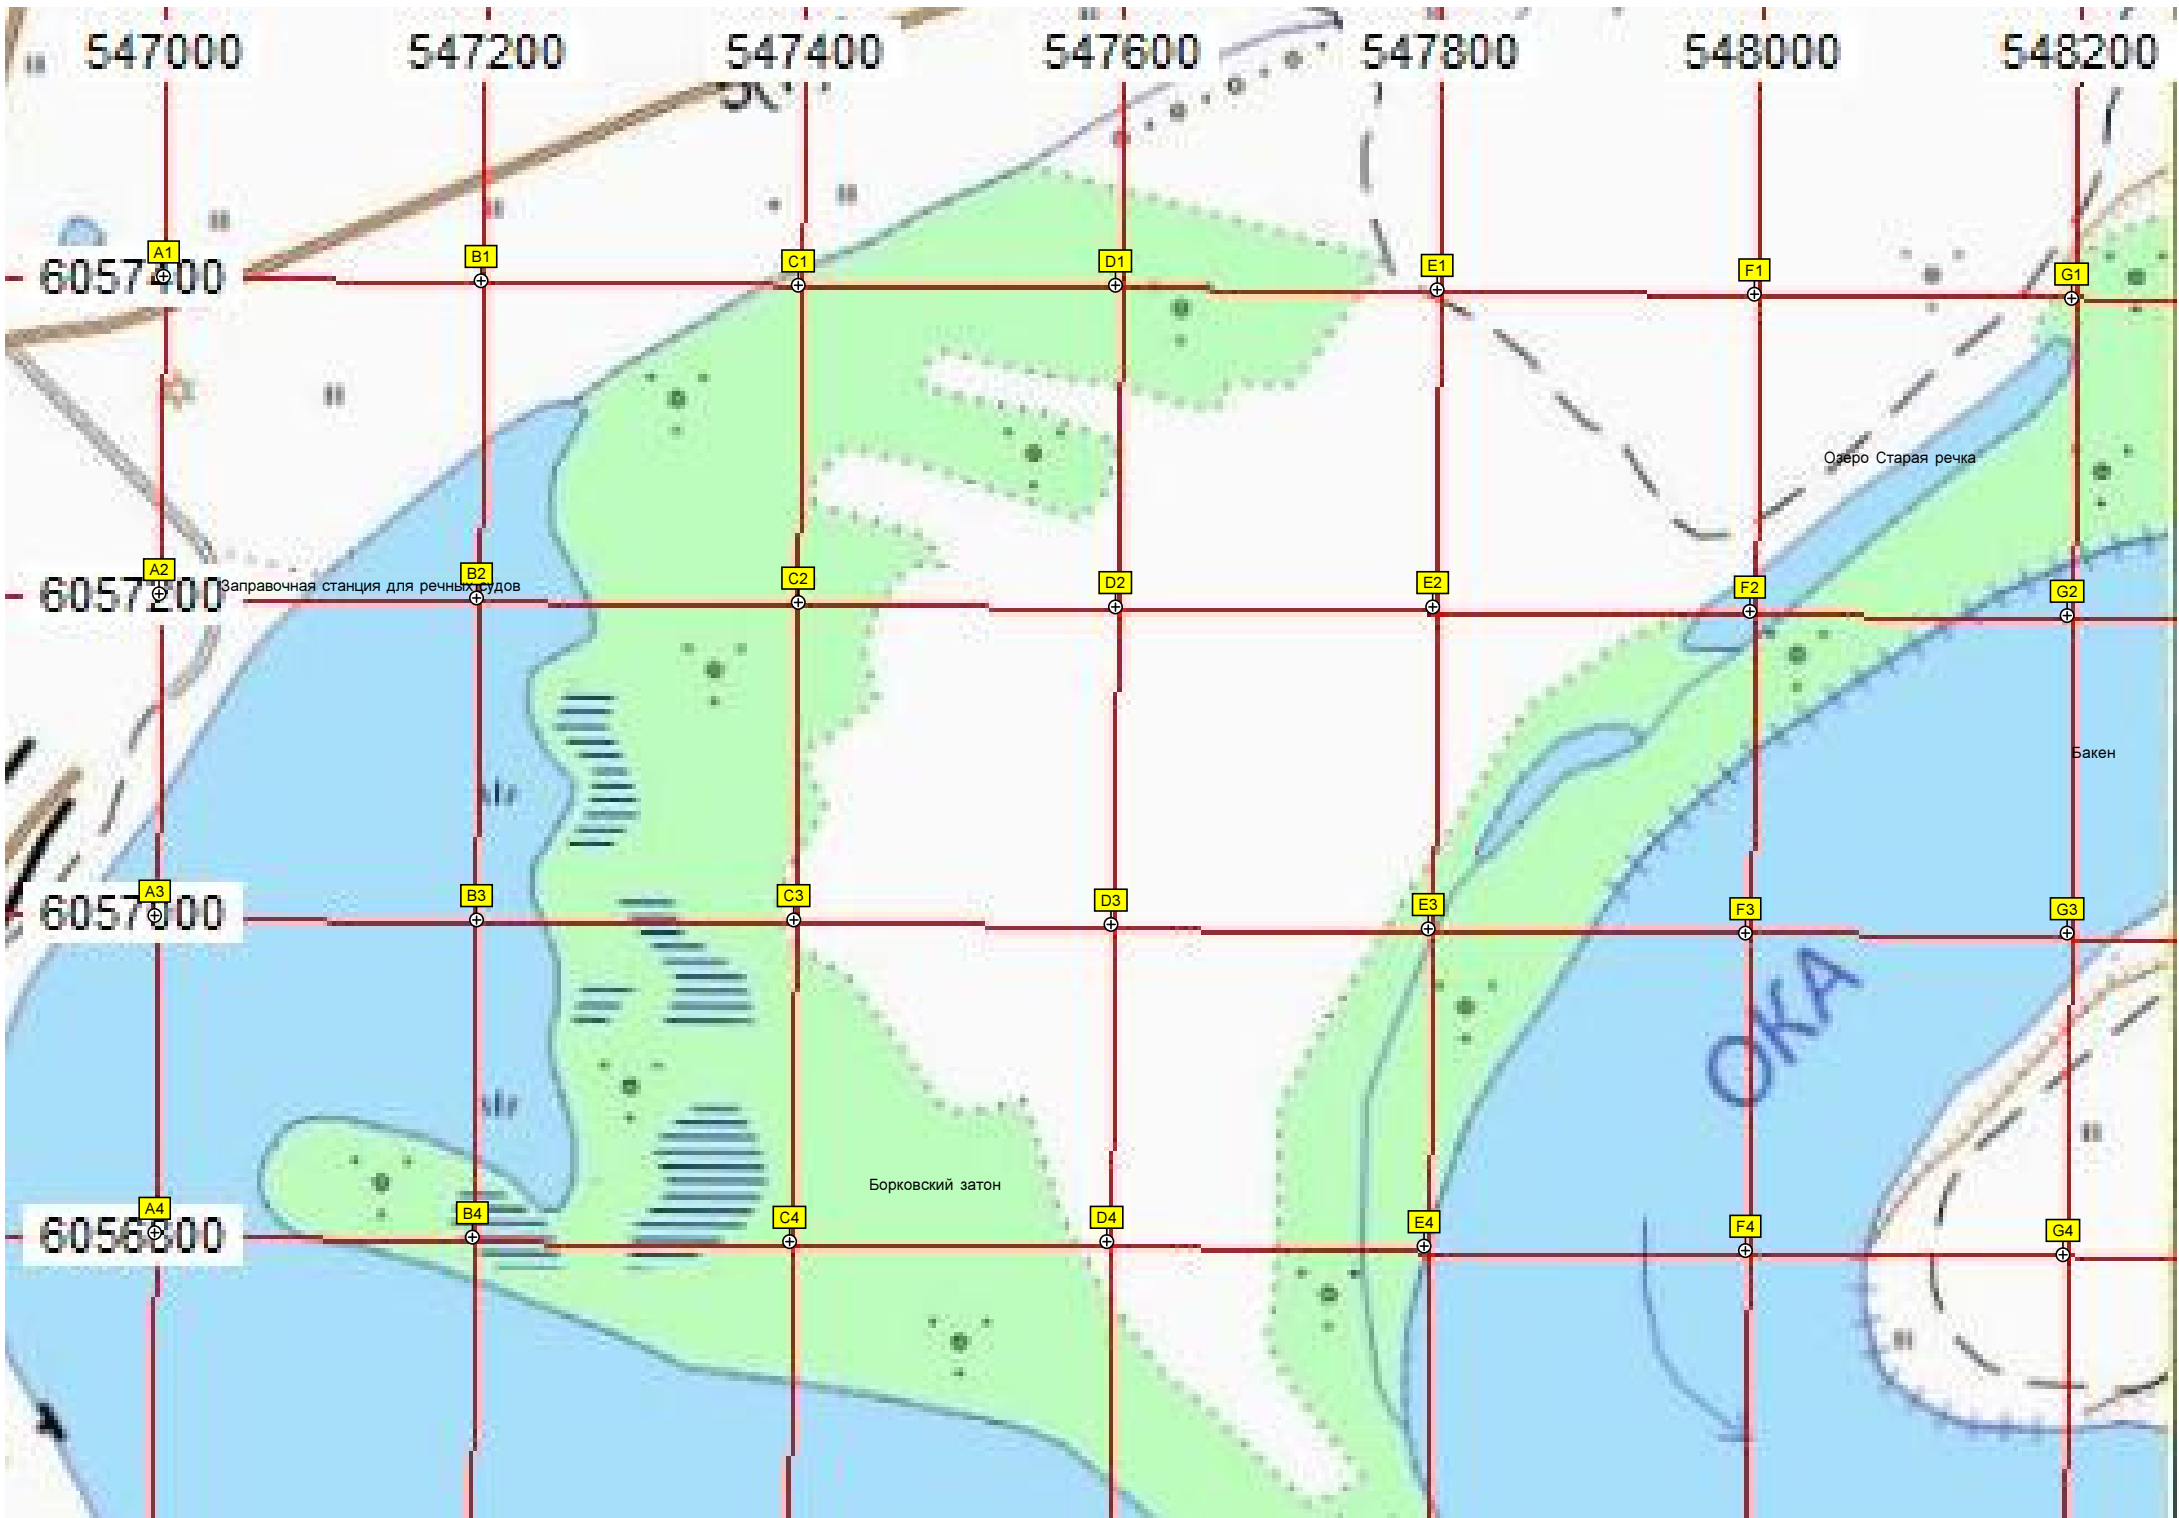 547000 547200 547400 547600 547800 548000 548200
A1 B1 C1 D1 E1 F1 G1
6057400
Озеро Старая речка
A2 B2 C2 D2 E2 F2 G2
6057200
Заправочная станция для речных судов
Бакен
A3 B3 C3 D3 E3 F3 G3
6057000
ОКА
Борковский затон
A4 B4 C4 D4 E4 F4 G4
6056800